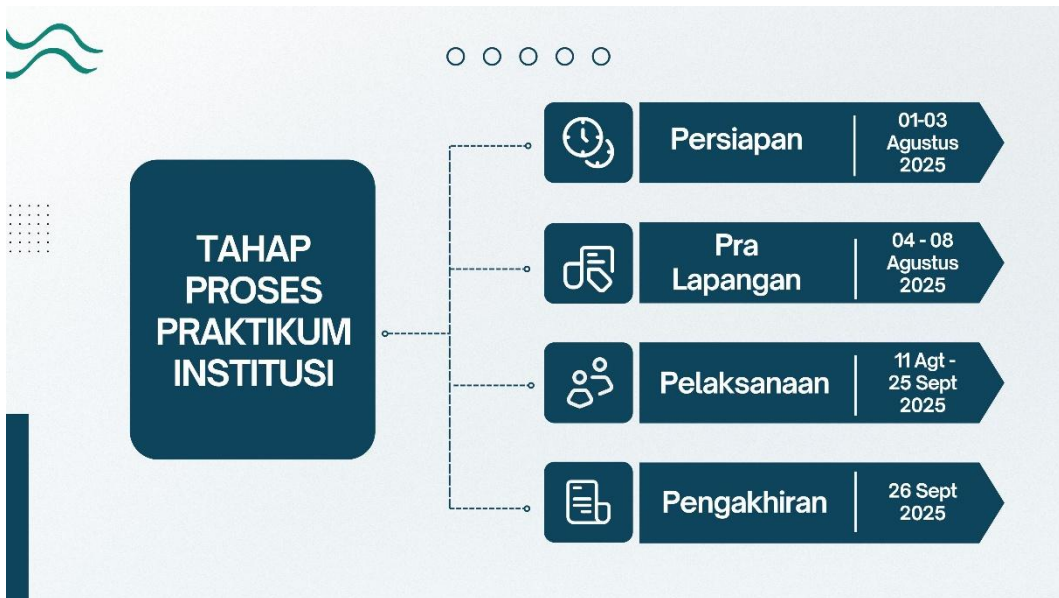 TAHAP
PROSES
PRAKTIKUM
INSTITUSI
Persiapan
01-03
Agustus
2025
Pra
Lapangan
04 - 08
Agustus
2025
Pelaksanaan
11 Agt -
25 Sept
2025
Pengakhiran
26 Sept
2025